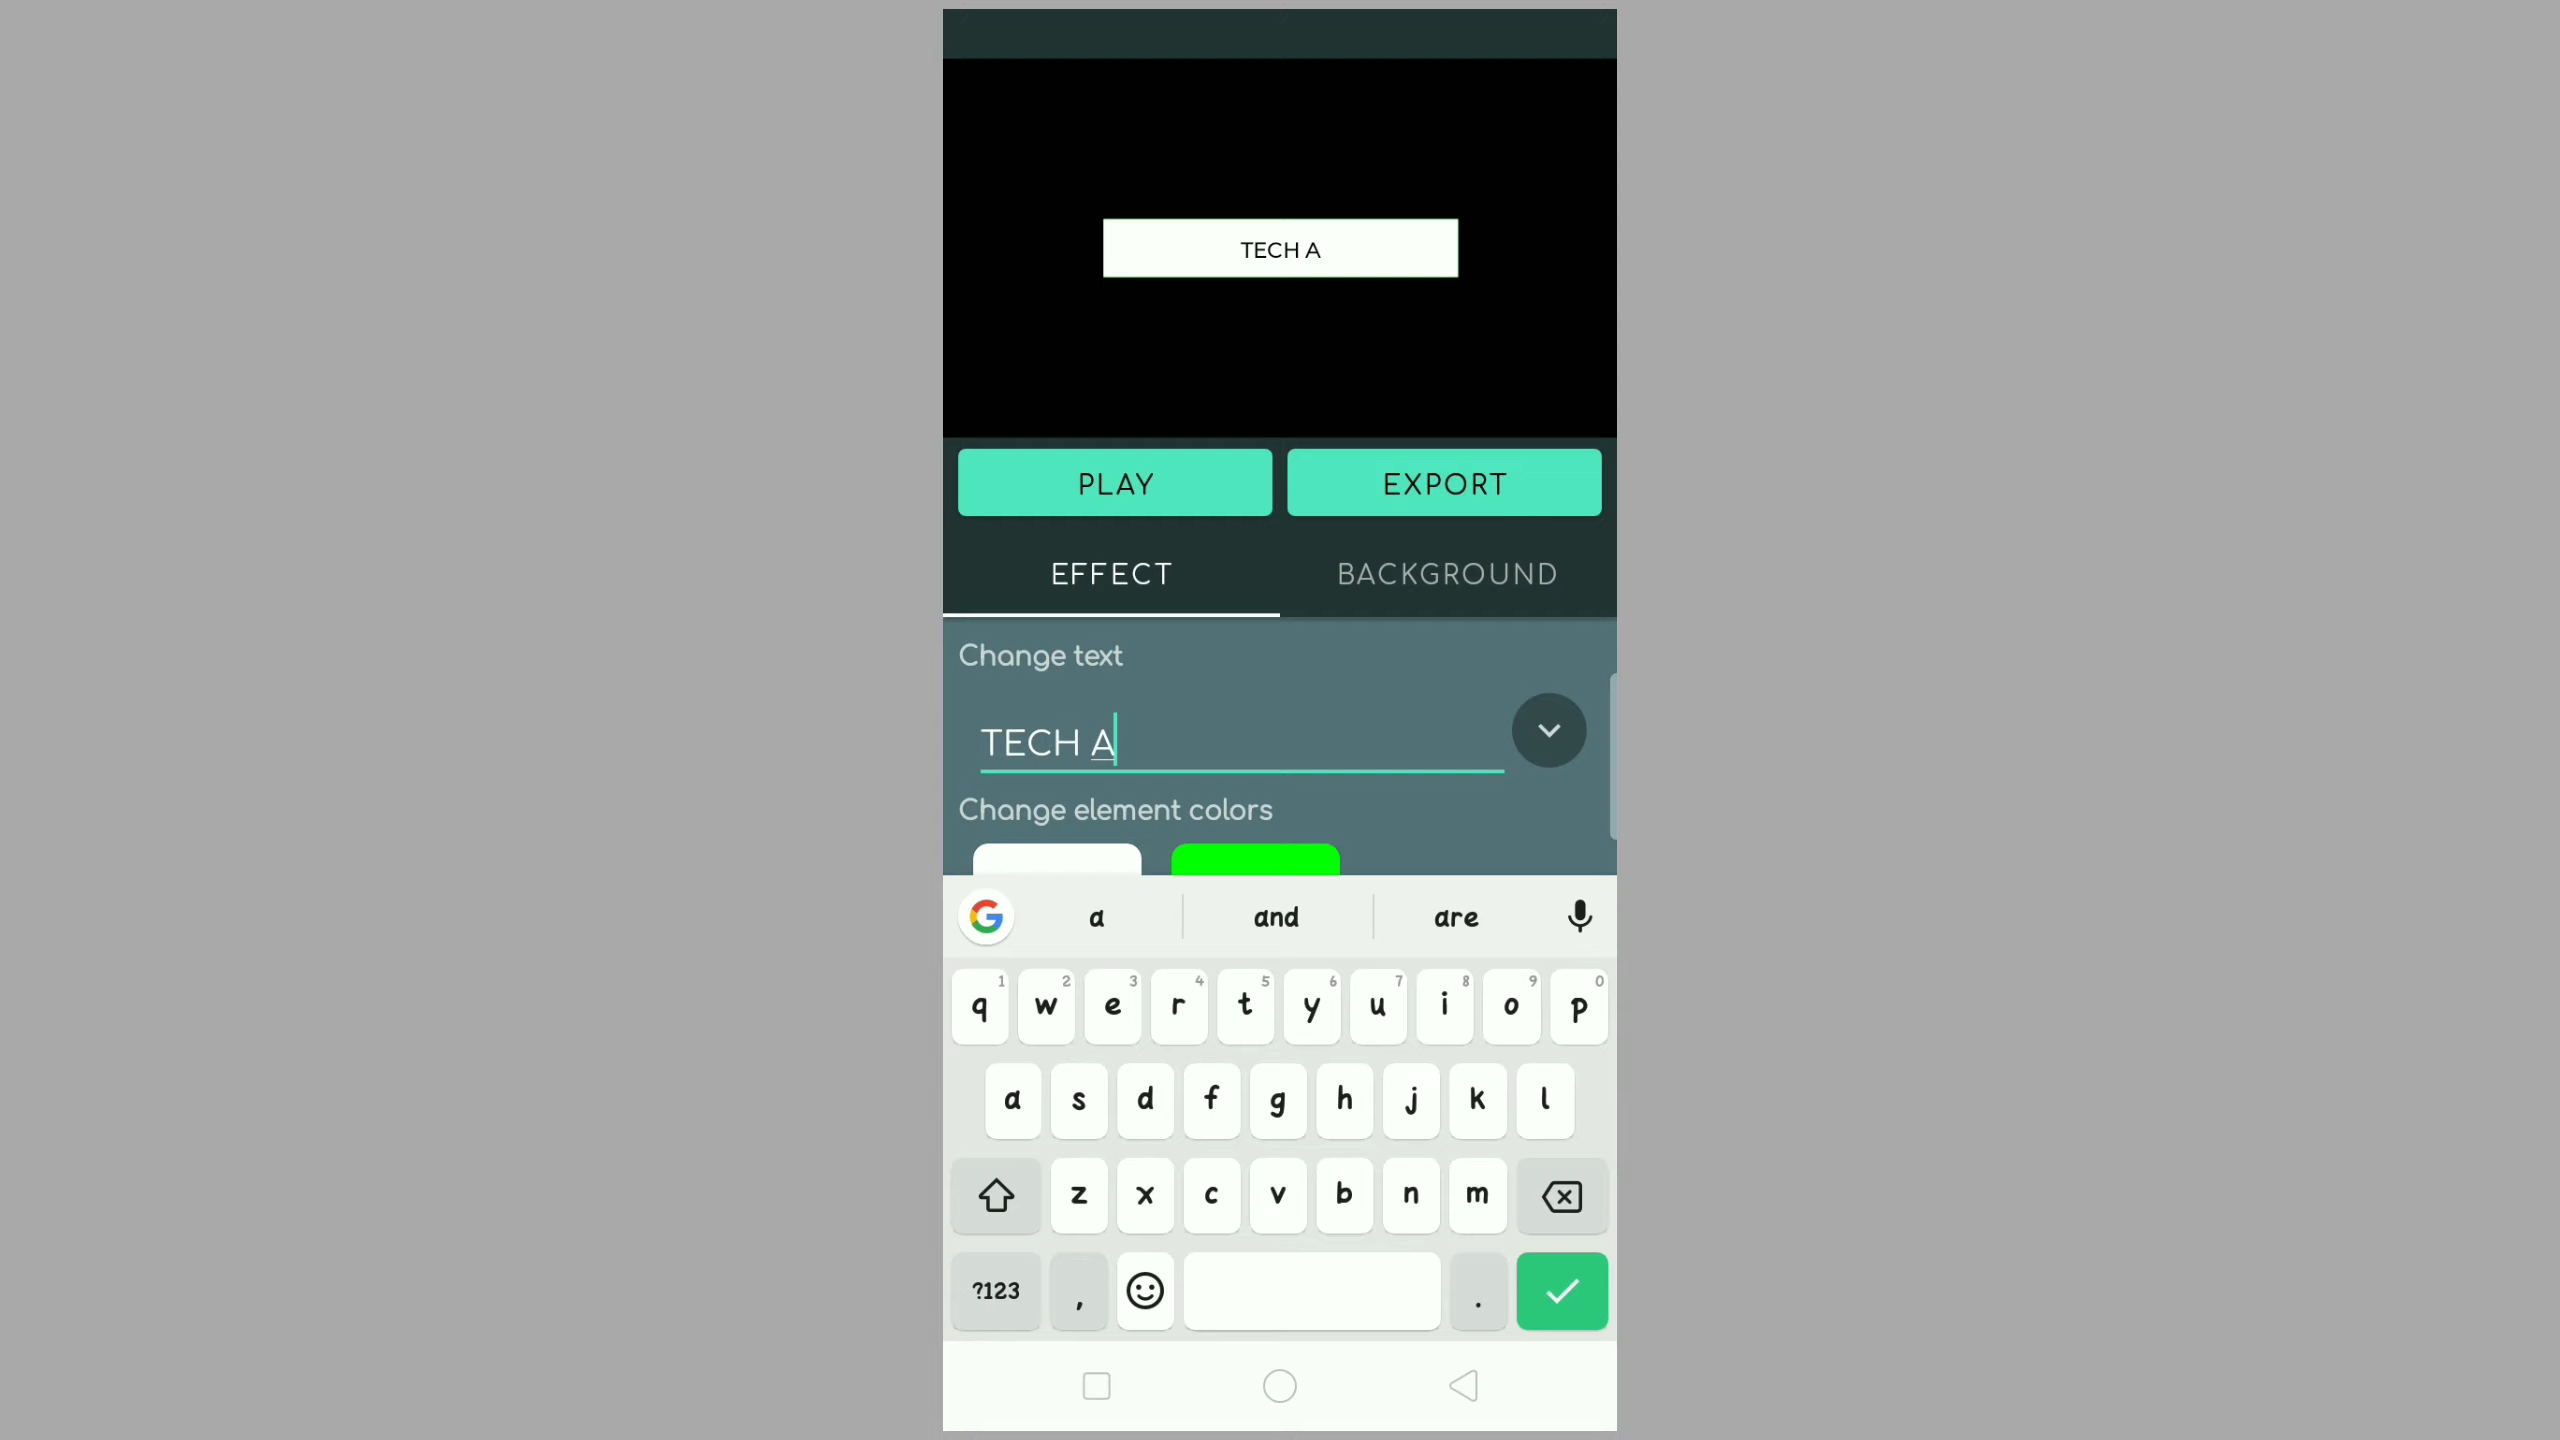 TECH A
PLAY EXPORT
EFFECT BACKGROUND
Change text
TECH A
Change element colors
a and are
1 2 3 4 5 6 7 8 9 0
q w e r t y u i o p
a s d f g h j k l
z x c v b n m
?123 , .